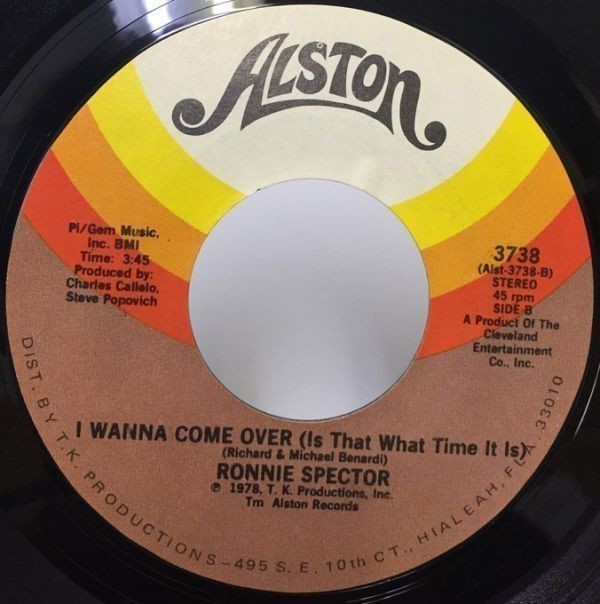 ALSTON
Pi/Gem Music,
Inc. BMI
Time: 3:45
Produced by:
Charles Callelo,
Steve Popovich
3738
(Alst-3738-B)
STEREO
45 rpm
SIDE B
A Product Of The
Cleveland
Entertainment
Co., Inc.
I WANNA COME OVER (Is That What Time It Is)
(Richard & Michael Benardi)
RONNIE SPECTOR
℗ 1978, T. K. Productions, Inc.
Tm Alston Records
DIST. BY T.K. PRODUCTIONS—495 S. E. 10th CT., HIALEAH, FLA. 33010